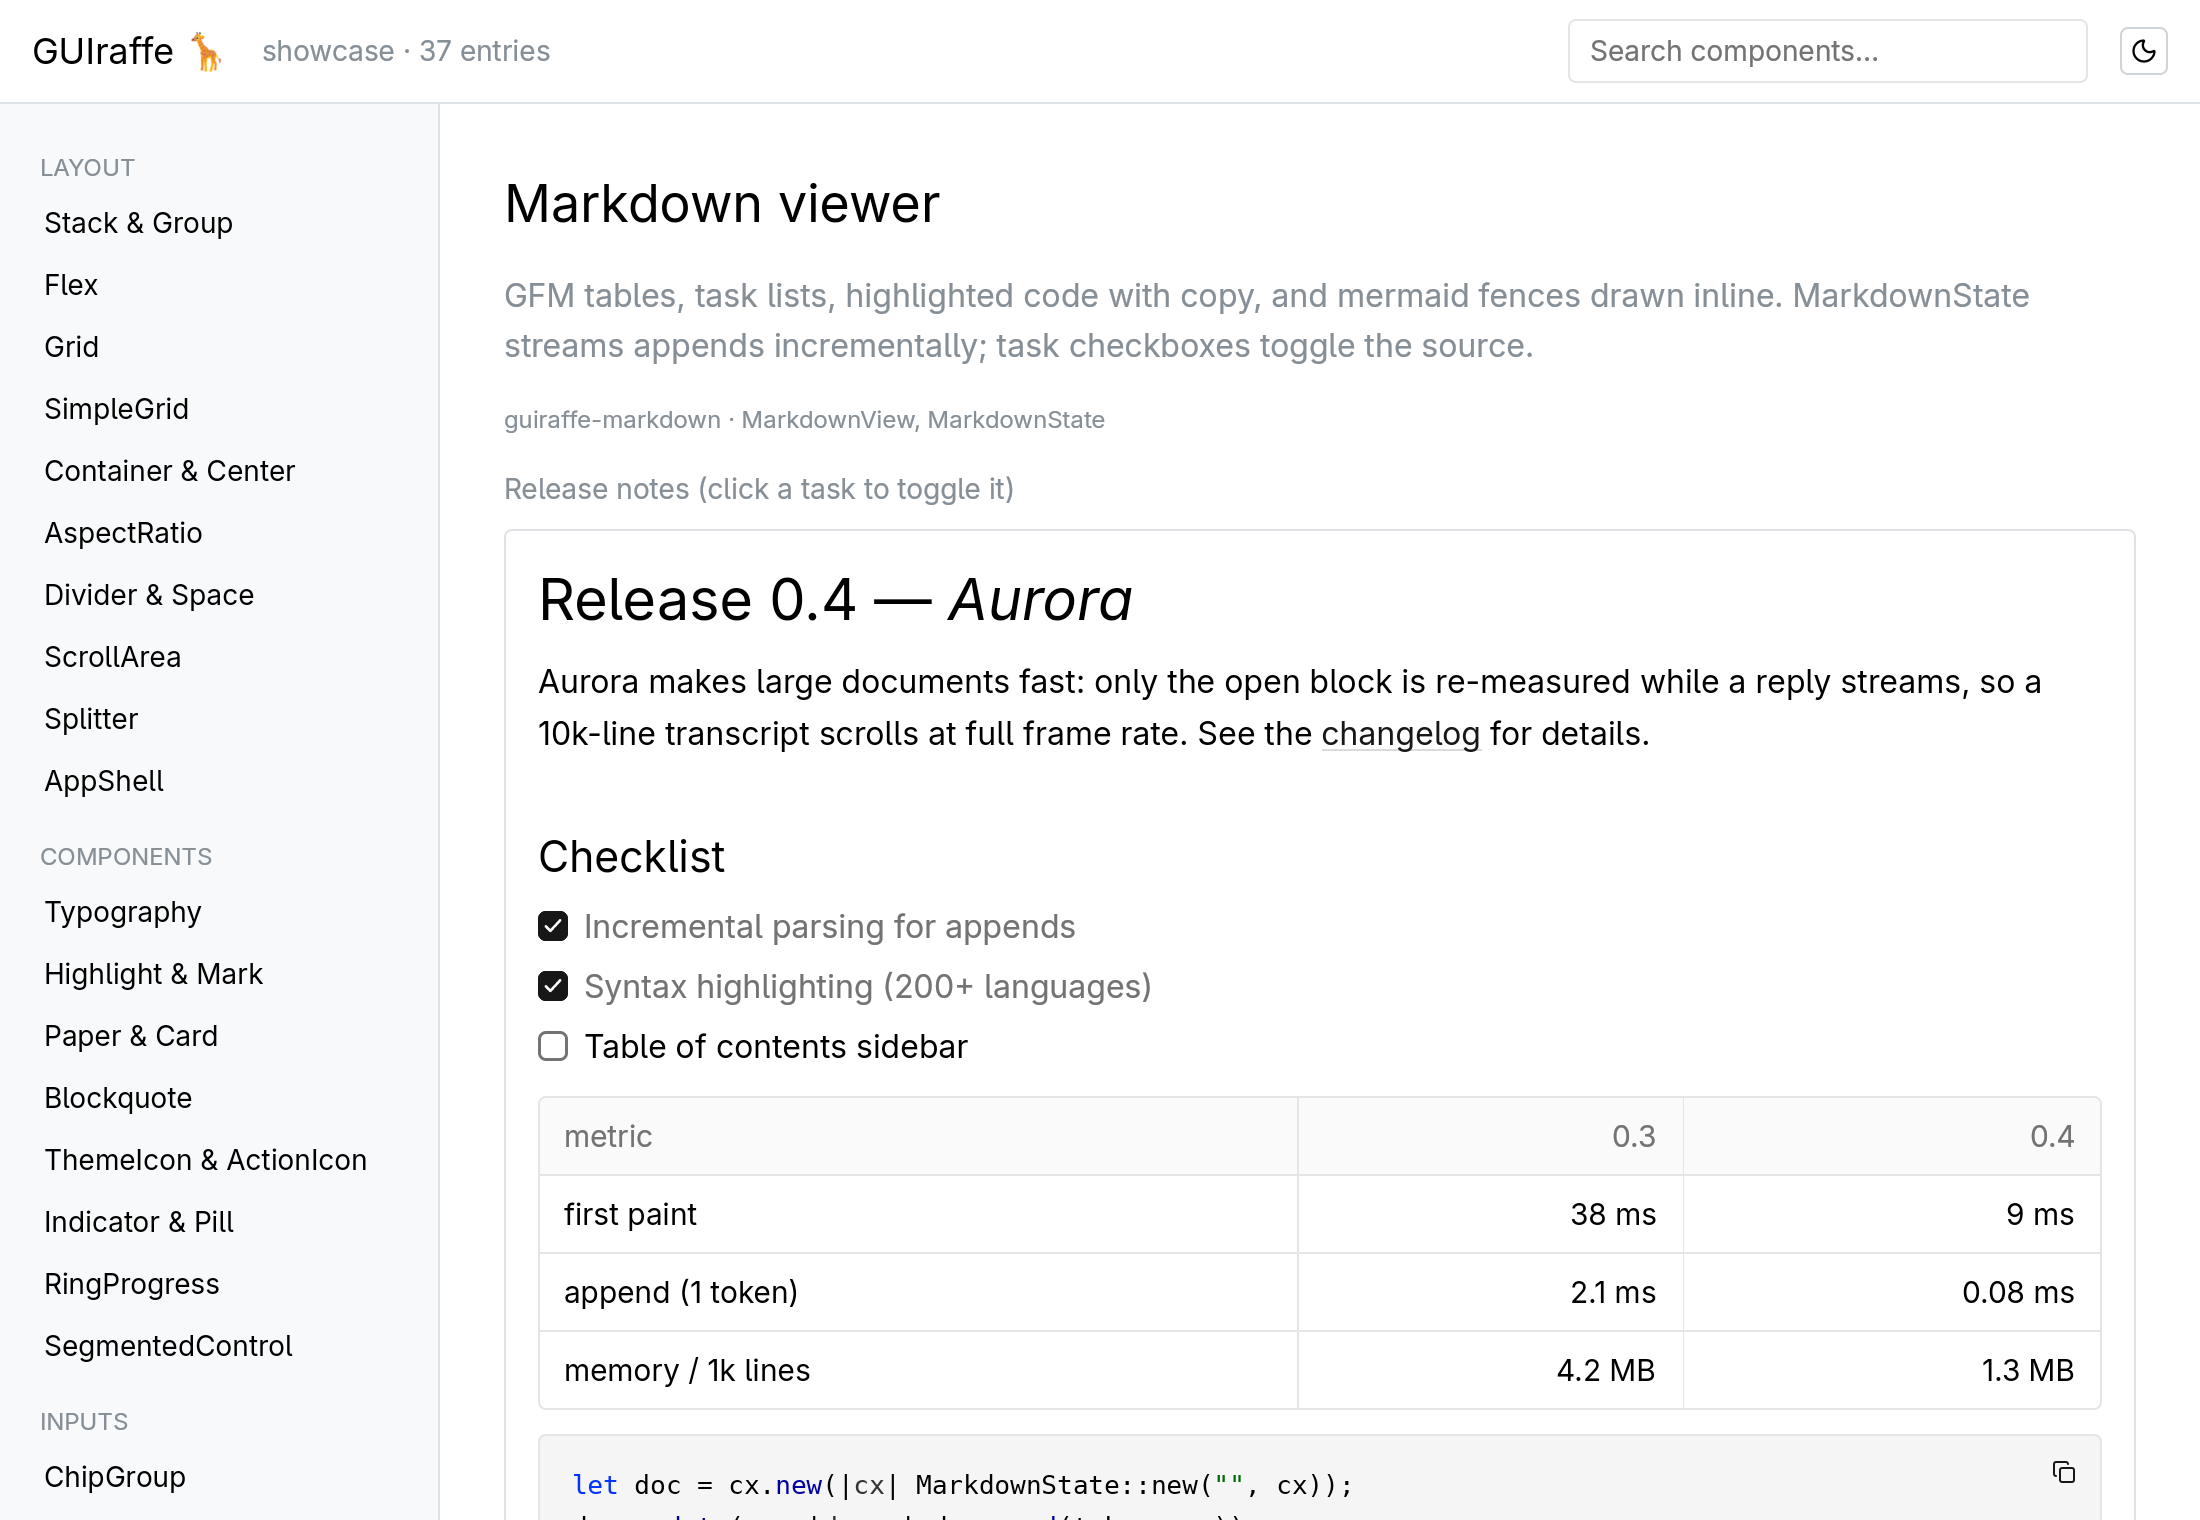 GUIraffe 🦒 showcase · 37 entries
Search components...
LAYOUT
Stack & Group
Flex
Grid
SimpleGrid
Container & Center
AspectRatio
Divider & Space
ScrollArea
Splitter
AppShell
COMPONENTS
Typography
Highlight & Mark
Paper & Card
Blockquote
ThemeIcon & ActionIcon
Indicator & Pill
RingProgress
SegmentedControl
INPUTS
ChipGroup
Markdown viewer
GFM tables, task lists, highlighted code with copy, and mermaid fences drawn inline. MarkdownState
streams appends incrementally; task checkboxes toggle the source.
guiraffe-markdown · MarkdownView, MarkdownState
Release notes (click a task to toggle it)
Release 0.4 — Aurora
Aurora makes large documents fast: only the open block is re-measured while a reply streams, so a
10k-line transcript scrolls at full frame rate. See the changelog for details.
Checklist
Incremental parsing for appends
Syntax highlighting (200+ languages)
Table of contents sidebar
metric 0.3 0.4
first paint 38 ms 9 ms
append (1 token) 2.1 ms 0.08 ms
memory / 1k lines 4.2 MB 1.3 MB
let doc = cx.new(|cx| MarkdownState::new("", cx));